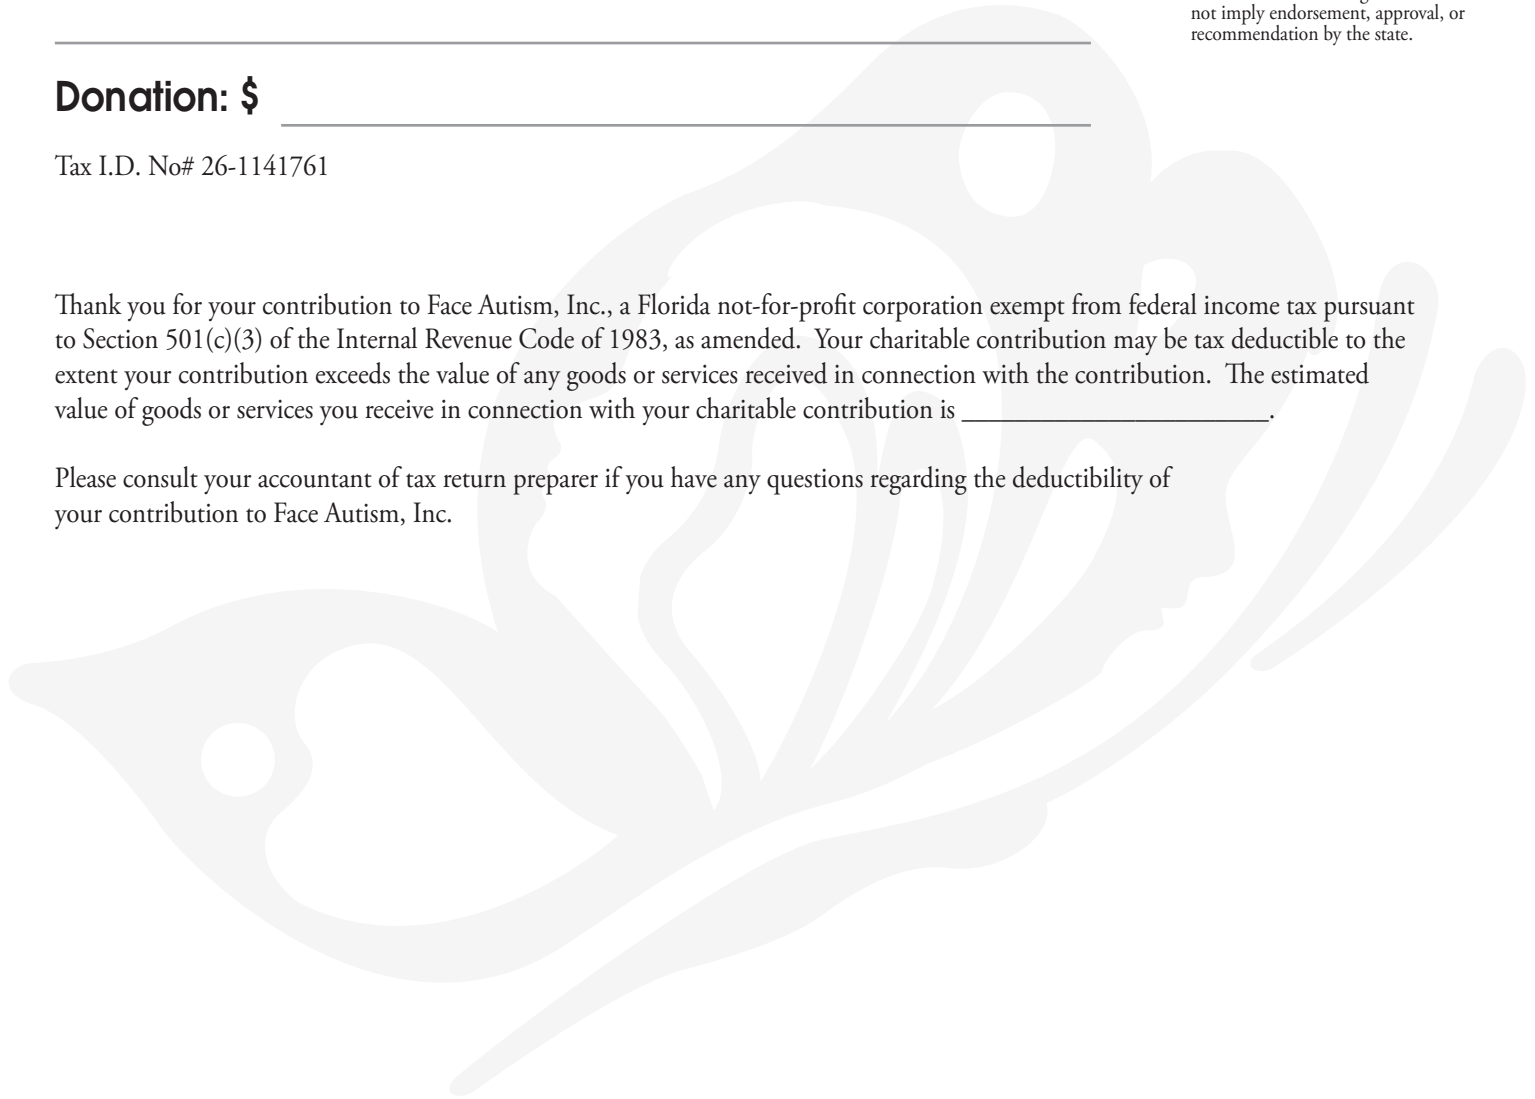 not imply endorsement, approval, or
recommendation by the state.
Donation: $
Tax I.D. No# 26-1141761
Thank you for your contribution to Face Autism, Inc., a Florida not-for-profit corporation exempt from federal income tax pursuant
to Section 501(c)(3) of the Internal Revenue Code of 1983, as amended.  Your charitable contribution may be tax deductible to the
extent your contribution exceeds the value of any goods or services received in connection with the contribution.  The estimated
value of goods or services you receive in connection with your charitable contribution is _______________________.
Please consult your accountant of tax return preparer if you have any questions regarding the deductibility of
your contribution to Face Autism, Inc.